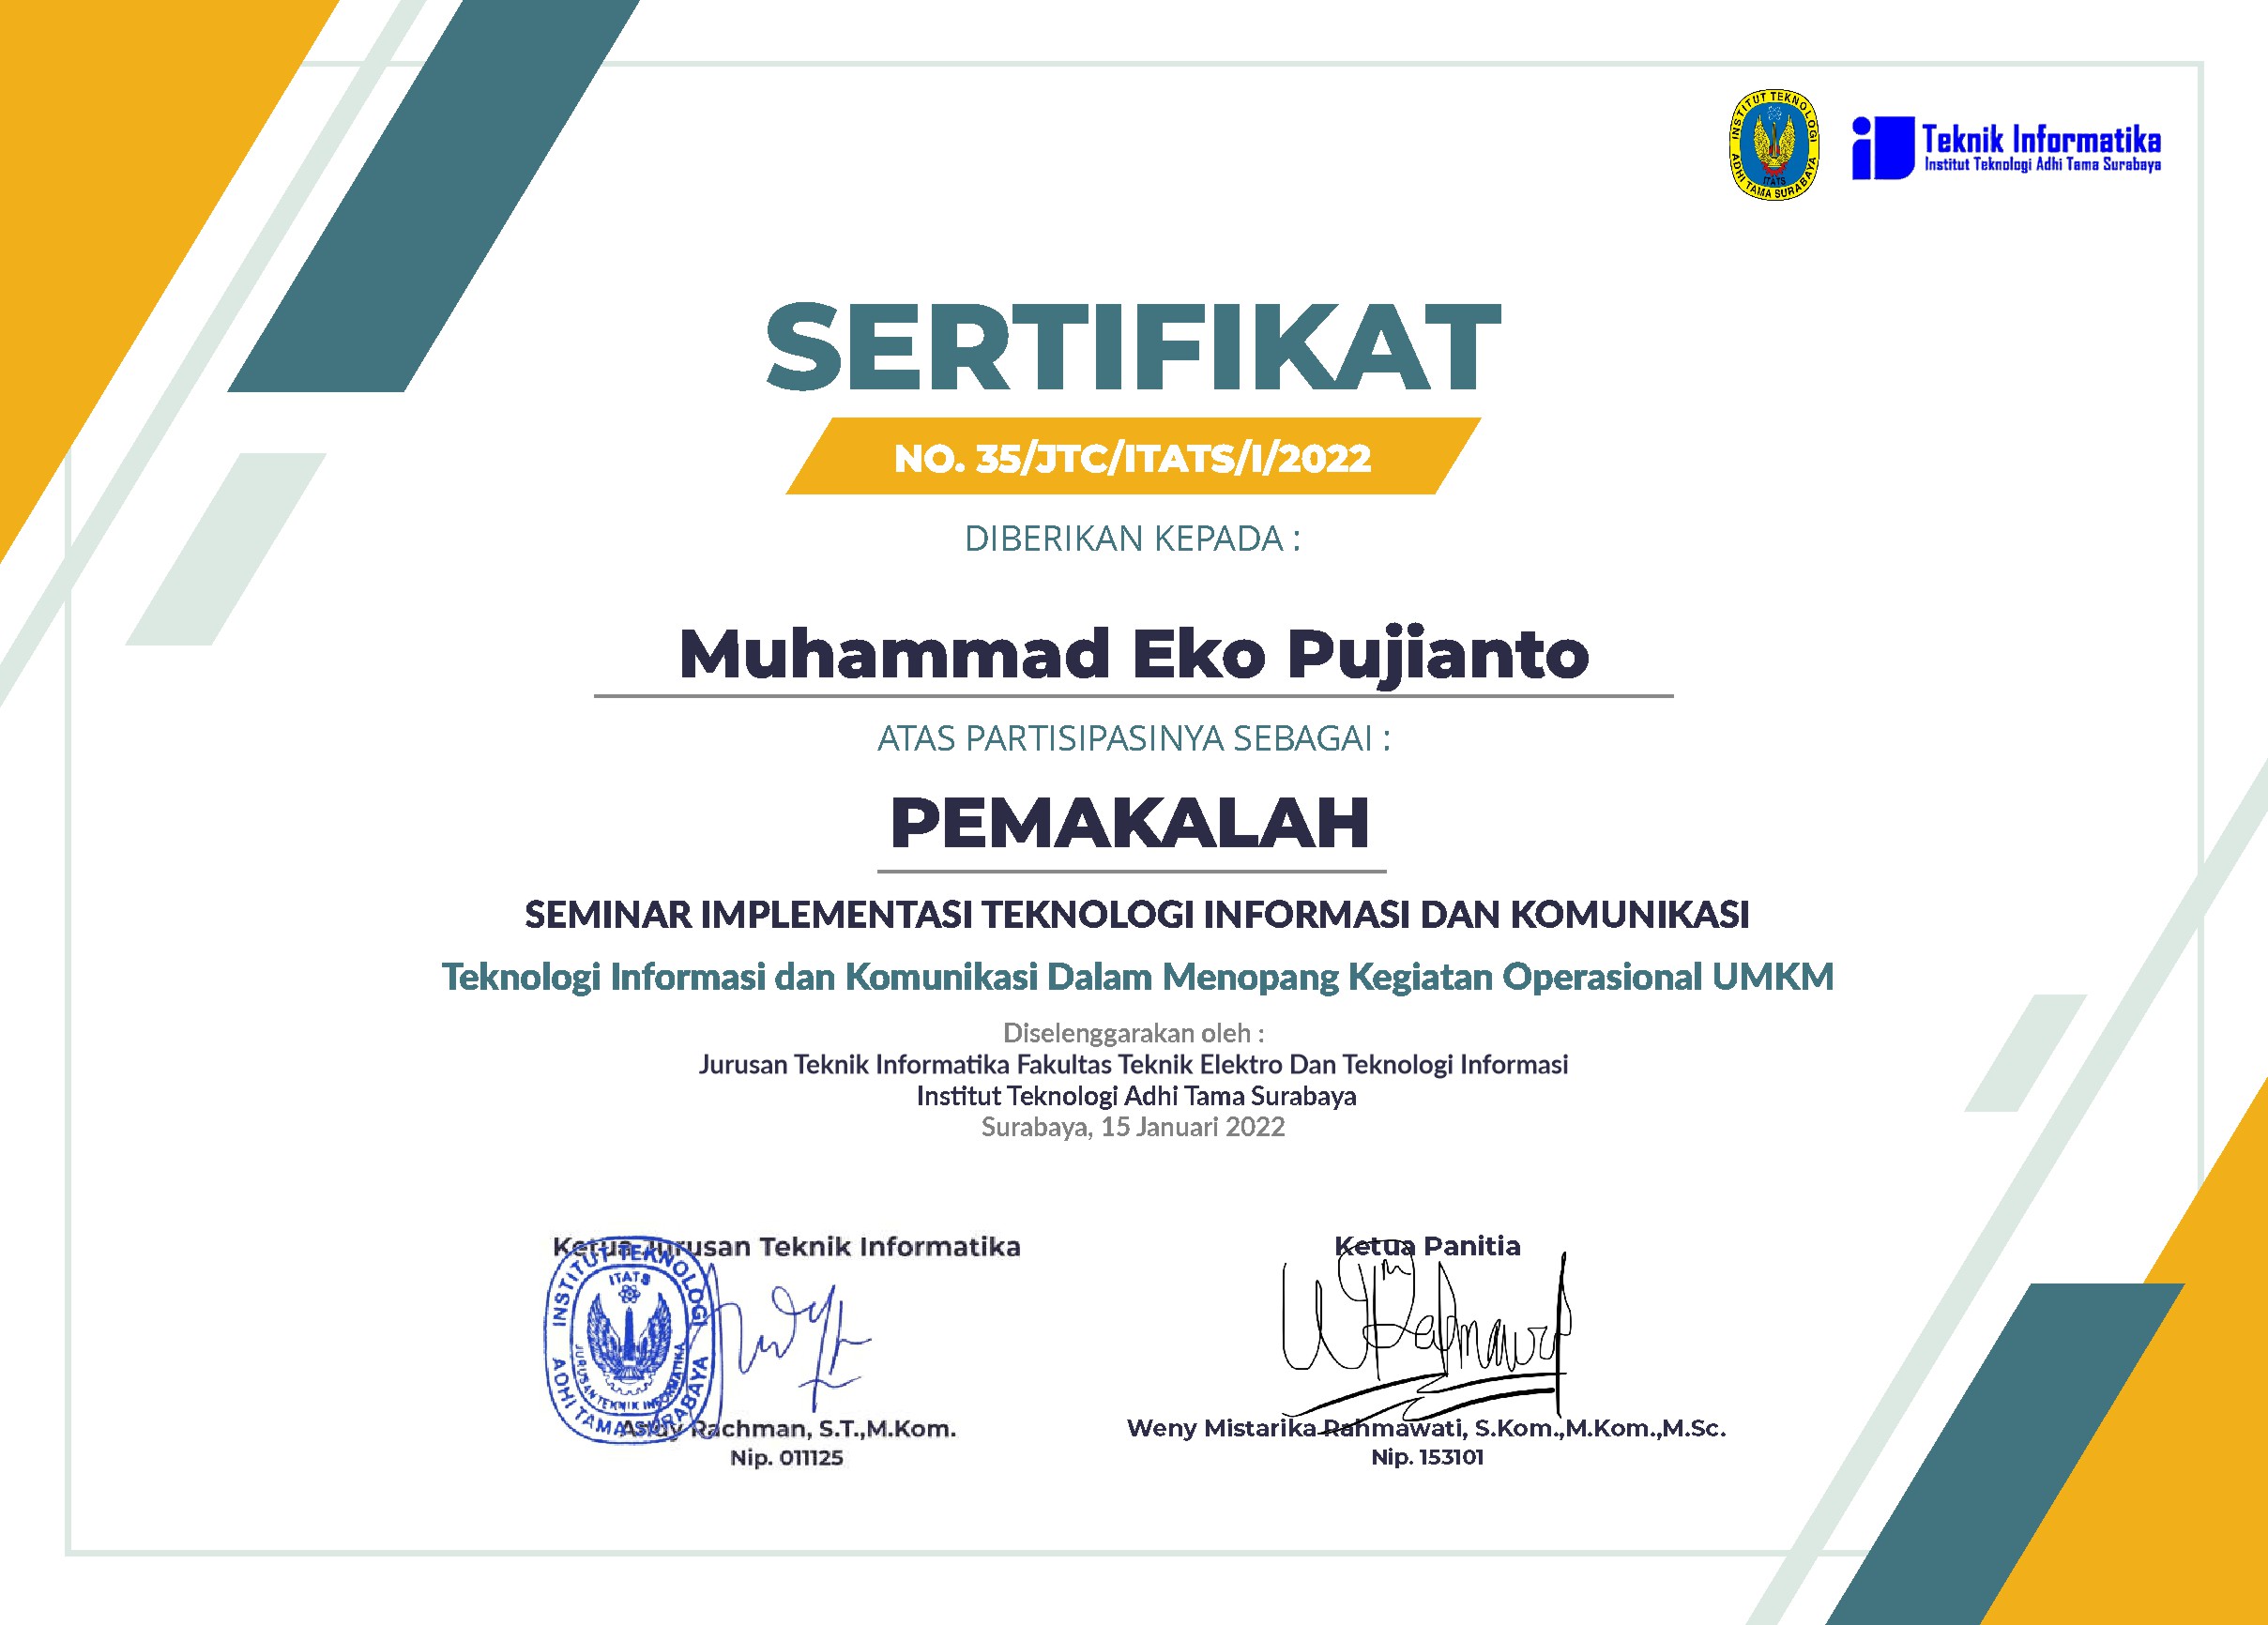 INSTITUT TEKNOLOGI
ADHI TAMA SURABAYA
ITATS
Teknik Informatika
Institut Teknologi Adhi Tama Surabaya
SERTIFIKAT
NO. 35/JTC/ITATS/I/2022
DIBERIKAN KEPADA :
Muhammad Eko Pujianto
ATAS PARTISIPASINYA SEBAGAI :
PEMAKALAH
SEMINAR IMPLEMENTASI TEKNOLOGI INFORMASI DAN KOMUNIKASI
Teknologi Informasi dan Komunikasi Dalam Menopang Kegiatan Operasional UMKM
Diselenggarakan oleh :
Jurusan Teknik Informatika Fakultas Teknik Elektro Dan Teknologi Informasi
Institut Teknologi Adhi Tama Surabaya
Surabaya, 15 Januari 2022
Ketua Jurusan Teknik Informatika
Ketua Panitia
INSTITUT TEKNOLOGI
ITATS
JURUSAN TEKNIK INFORMATIKA
ADHI TAMA SURABAYA
Rachman, S.T.,M.Kom.
Weny Mistarika Rahmawati, S.Kom.,M.Kom.,M.Sc.
Nip. 011125
Nip. 153101